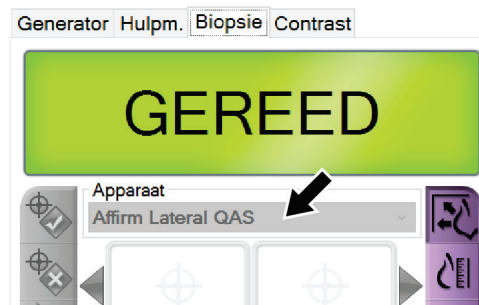 Generator Hulpm. Biopsie Contrast
GEREED
Apparaat
Affirm Lateral QAS